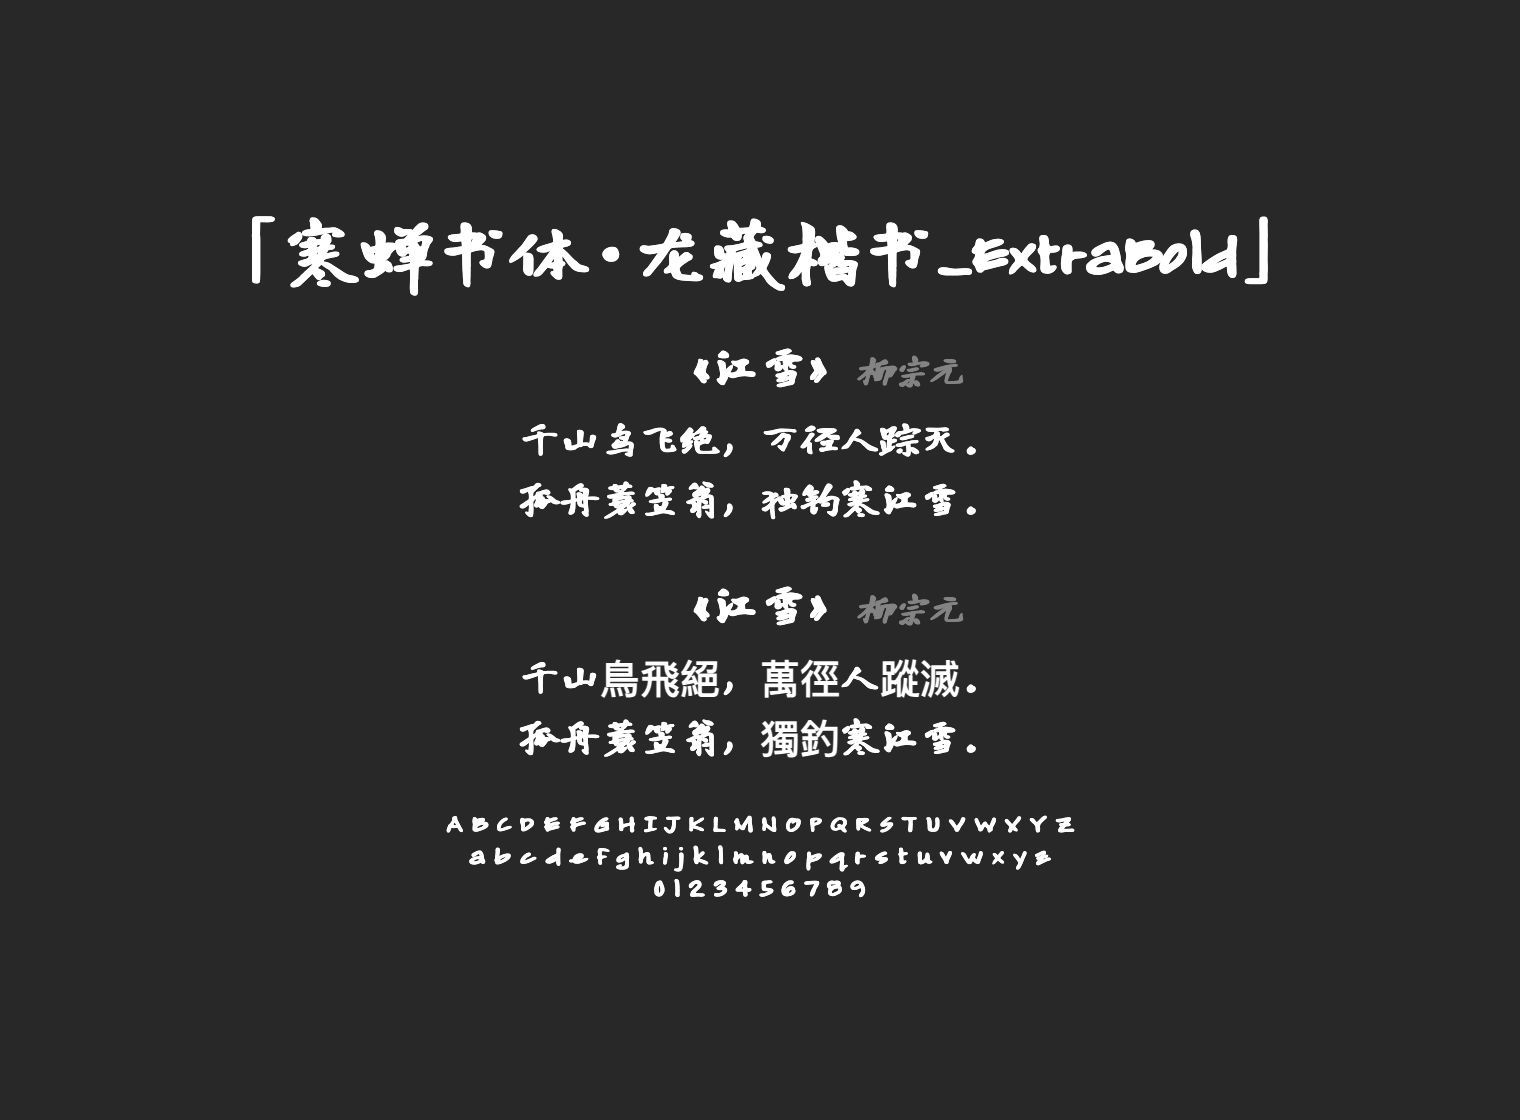 「寒蝉书体·龙藏楷书_ExtraBold」
《江雪》 柳宗元
千山鸟飞绝，万径人踪灭.
孤舟蓑笠翁，独钓寒江雪.
《江雪》 柳宗元
千山鳥飛絕，萬徑人蹤滅.
孤舟蓑笠翁，獨釣寒江雪.
A B C D E F G H I J K L M N O P Q R S T U V W X Y Z
a b c d e f g h i j k l m n o p q r s t u v w x y z
0 1 2 3 4 5 6 7 8 9